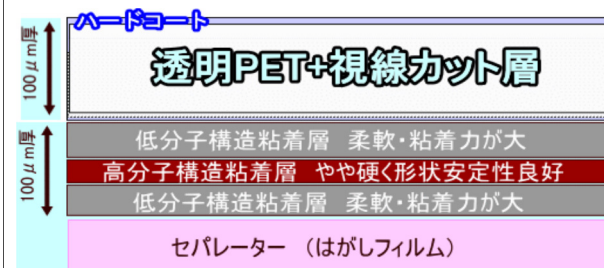 ハードコート
100μm厚
透明PET+視線カット層
100μm厚
低分子構造粘着層 柔軟・粘着力が大
高分子構造粘着層 やや硬く形状安定性良好
低分子構造粘着層 柔軟・粘着力が大
セパレーター （はがしフィルム）